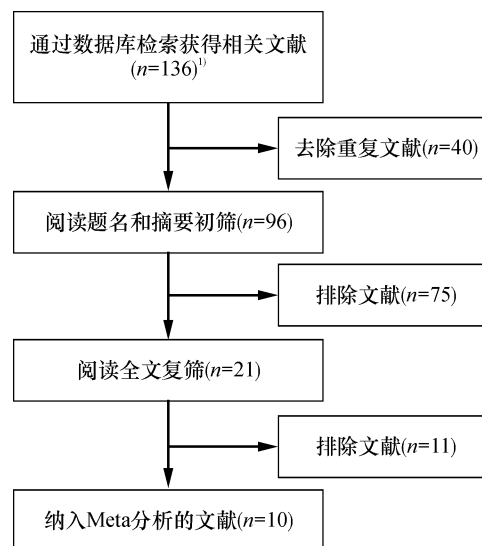 通过数据库检索获得相关文献
(n=136)¹⁾
去除重复文献(n=40)
阅读题名和摘要初筛(n=96)
排除文献(n=75)
阅读全文复筛(n=21)
排除文献(n=11)
纳入Meta分析的文献(n=10)